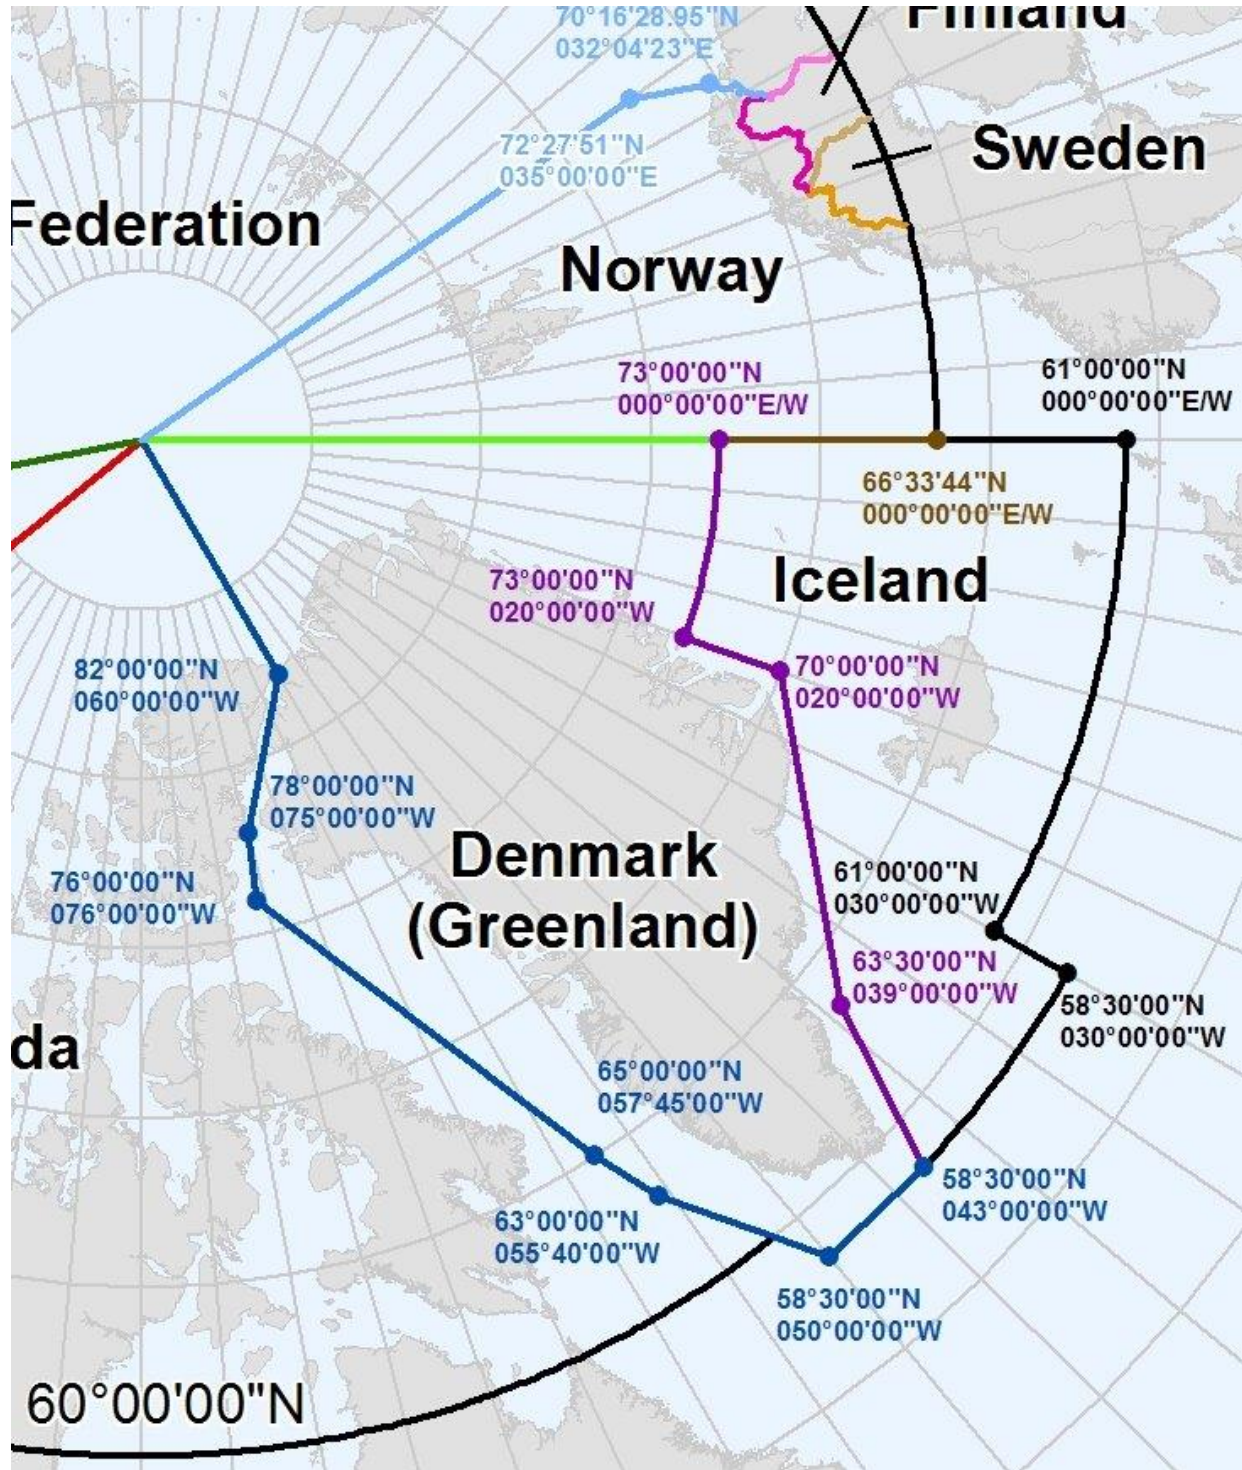 70°16'28.95"N
032°04'23"E
Finland
72°27'51"N
035°00'00"E
Sweden
Federation
Norway
73°00'00"N
000°00'00"E/W
61°00'00"N
000°00'00"E/W
66°33'44"N
000°00'00"E/W
73°00'00"N
020°00'00"W
Iceland
82°00'00"N
060°00'00"W
70°00'00"N
020°00'00"W
78°00'00"N
075°00'00"W
Denmark
(Greenland)
76°00'00"N
076°00'00"W
61°00'00"N
030°00'00"W
63°30'00"N
039°00'00"W
58°30'00"N
030°00'00"W
da
65°00'00"N
057°45'00"W
58°30'00"N
043°00'00"W
63°00'00"N
055°40'00"W
58°30'00"N
050°00'00"W
60°00'00"N